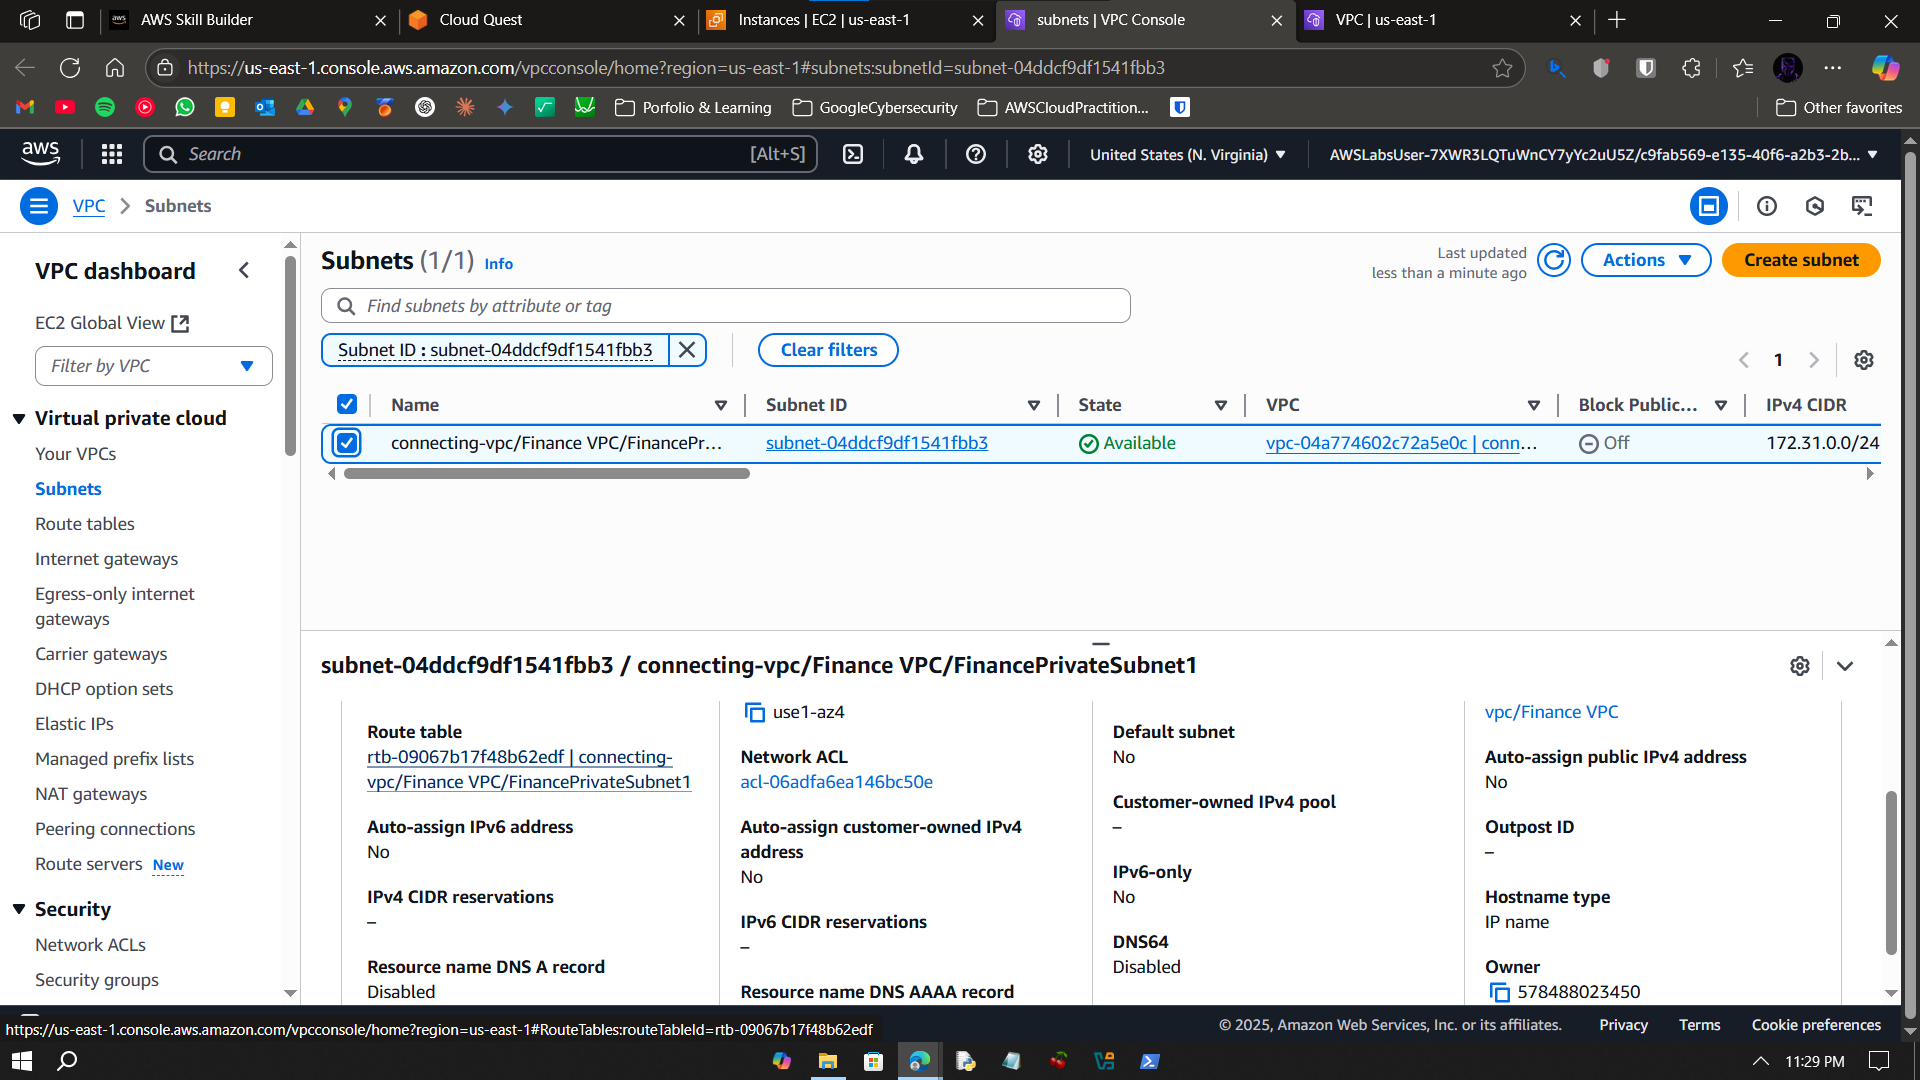 AWS Skill Builder
Cloud Quest
Instances | EC2 | us-east-1
subnets | VPC Console
VPC | us-east-1
https://us-east-1.console.aws.amazon.com/vpcconsole/home?region=us-east-1#subnets:subnetId=subnet-04ddcf9df1541fbb3
Porfolio & Learning
GoogleCybersecurity
AWSCloudPractition...
Other favorites
aws
Search
[Alt+S]
United States (N. Virginia)
AWSLabsUser-7XWR3LQTuWnCY7yYc2uU5Z/c9fab569-e135-40f6-a2b3-2b...
VPC
Subnets
VPC dashboard
EC2 Global View
Filter by VPC
Virtual private cloud
Your VPCs
Subnets
Route tables
Internet gateways
Egress-only internet
gateways
Carrier gateways
DHCP option sets
Elastic IPs
Managed prefix lists
NAT gateways
Peering connections
Route servers New
Security
Network ACLs
Security groups
Subnets (1/1) Info
Last updated
less than a minute ago
Actions
Create subnet
Find subnets by attribute or tag
Subnet ID : subnet-04ddcf9df1541fbb3
Clear filters
1
Name
Subnet ID
State
VPC
Block Public...
IPv4 CIDR
connecting-vpc/Finance VPC/FinancePr...
subnet-04ddcf9df1541fbb3
Available
vpc-04a774602c72a5e0c | conn...
Off
172.31.0.0/24
subnet-04ddcf9df1541fbb3 / connecting-vpc/Finance VPC/FinancePrivateSubnet1
Route table
rtb-09067b17f48b62edf | connecting-
vpc/Finance VPC/FinancePrivateSubnet1
Auto-assign IPv6 address
No
IPv4 CIDR reservations
–
Resource name DNS A record
Disabled
use1-az4
Network ACL
acl-06adfa6ea146bc50e
Auto-assign customer-owned IPv4
address
No
IPv6 CIDR reservations
–
Resource name DNS AAAA record
Default subnet
No
Customer-owned IPv4 pool
–
IPv6-only
No
DNS64
Disabled
vpc/Finance VPC
Auto-assign public IPv4 address
No
Outpost ID
–
Hostname type
IP name
Owner
578488023450
https://us-east-1.console.aws.amazon.com/vpcconsole/home?region=us-east-1#RouteTables:routeTableId=rtb-09067b17f48b62edf
© 2025, Amazon Web Services, Inc. or its affiliates.
Privacy
Terms
Cookie preferences
11:29 PM